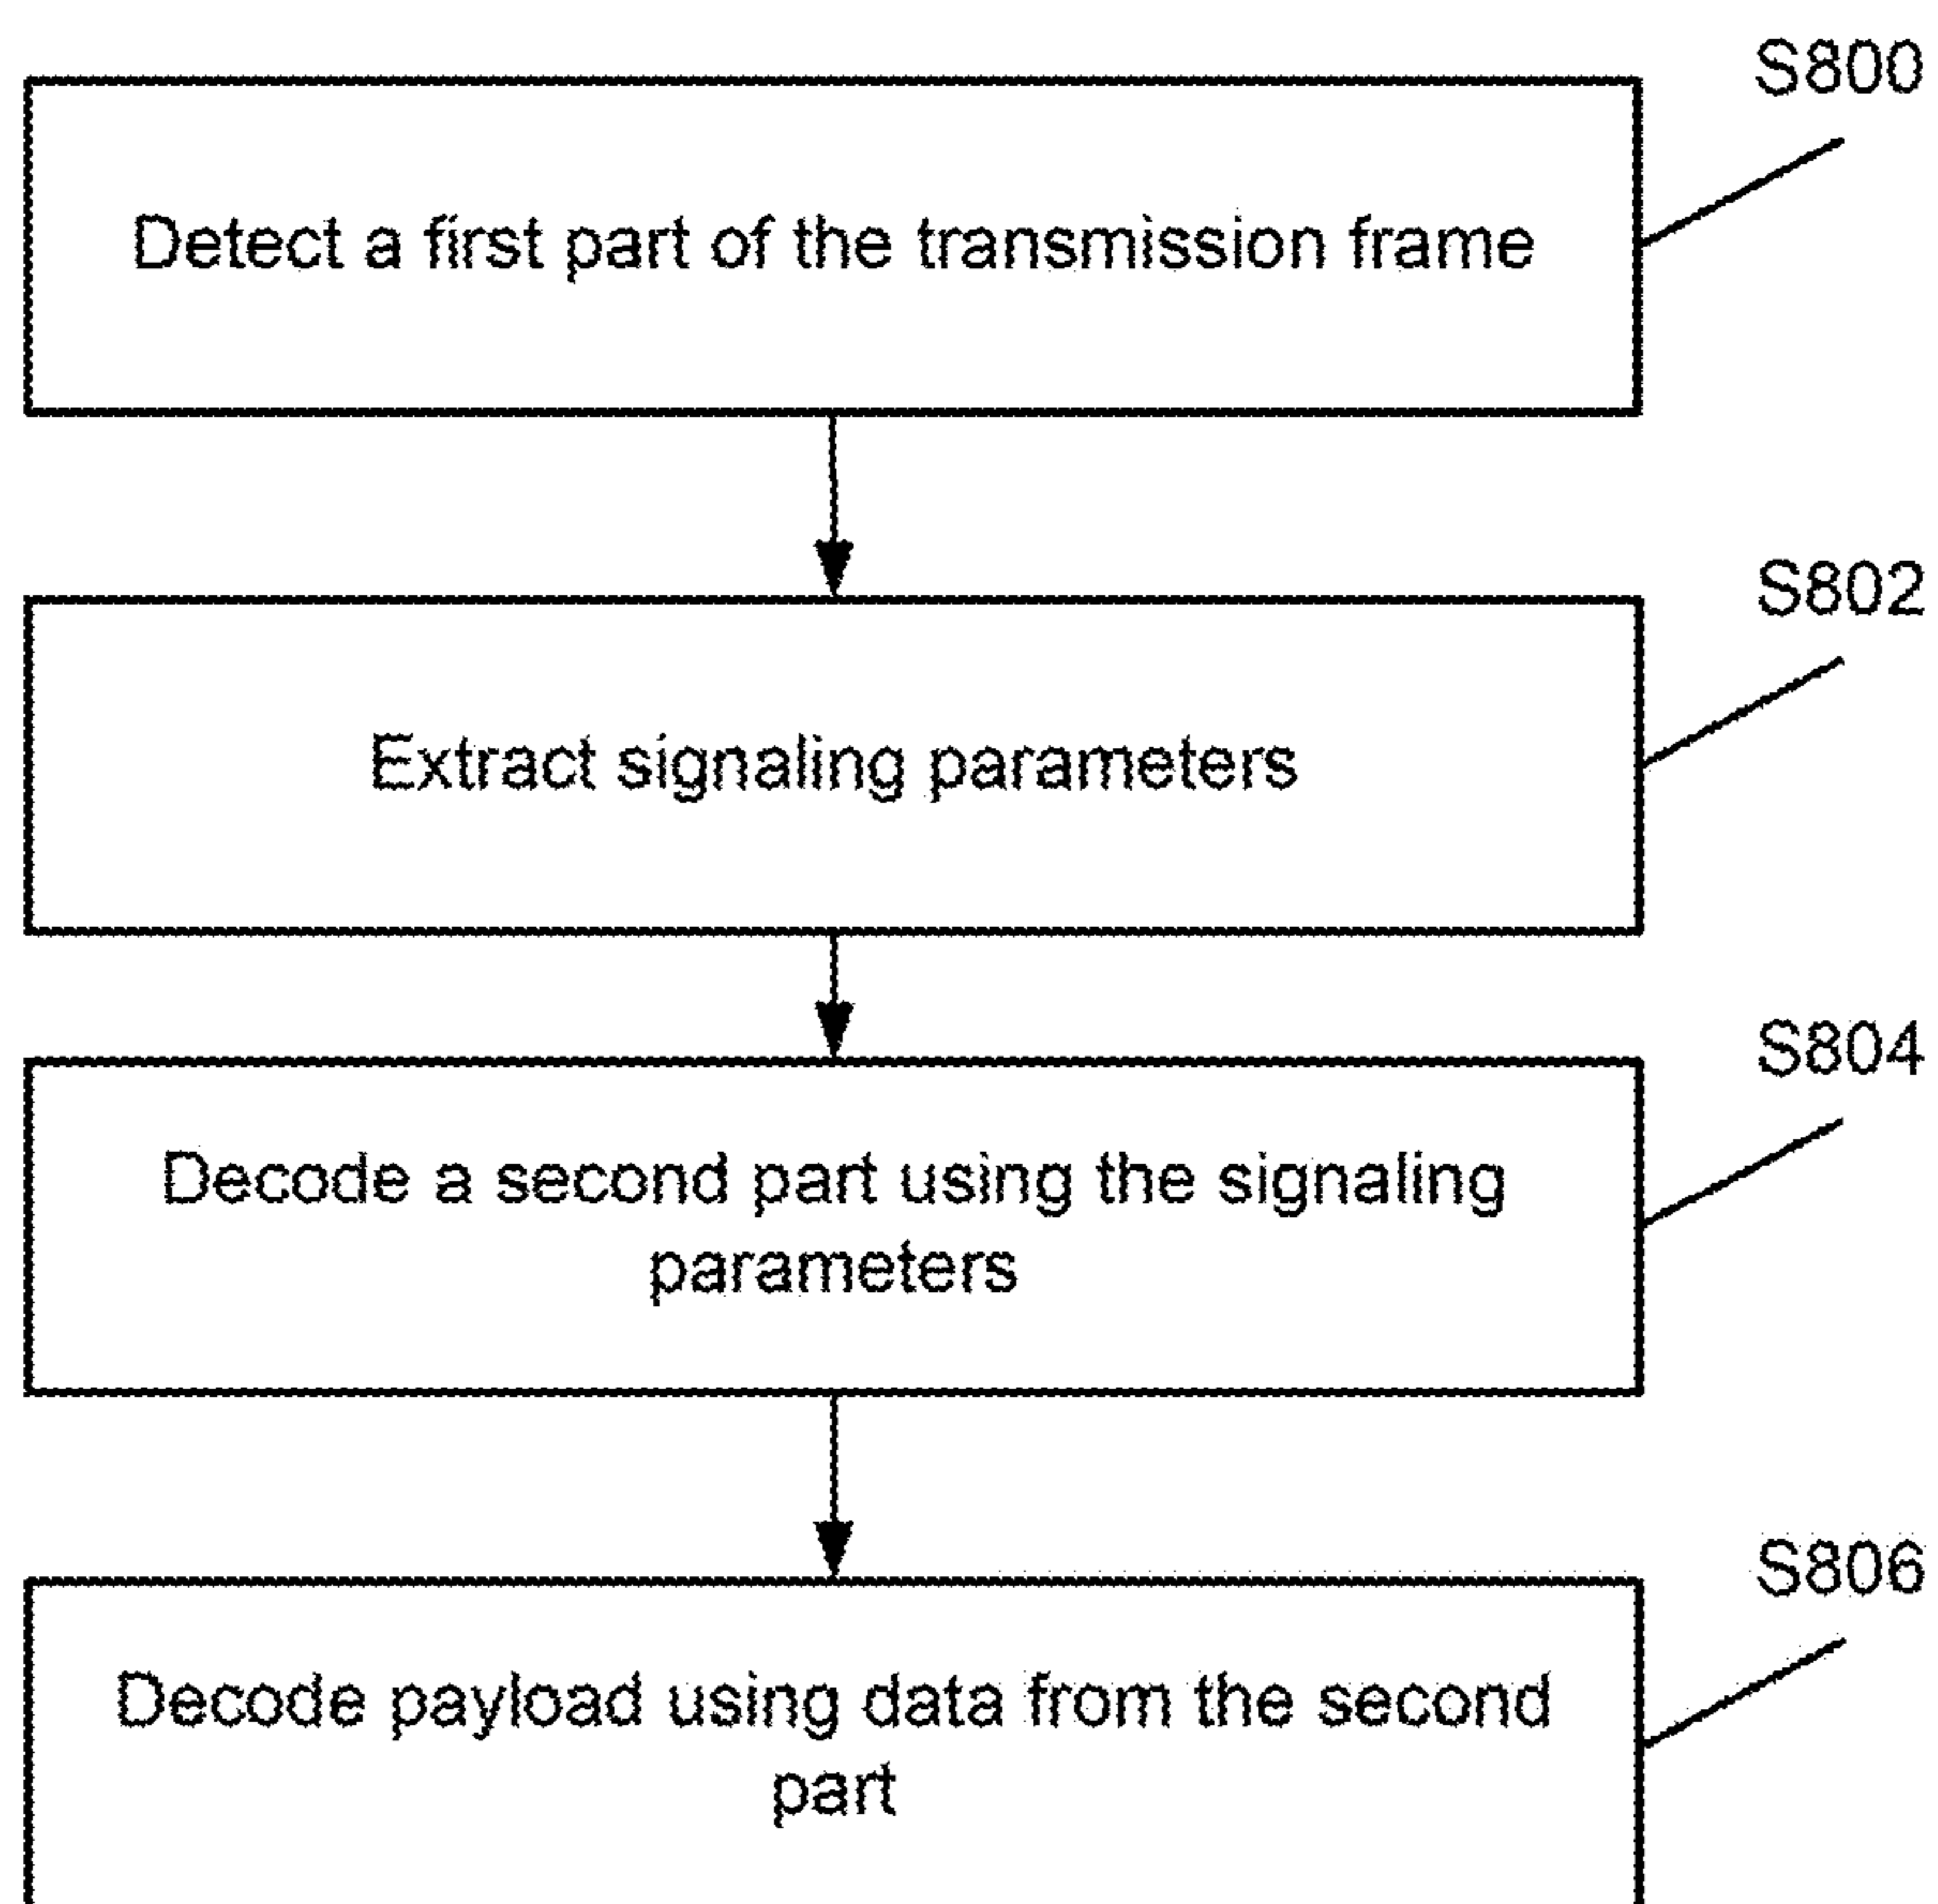 S800
Detect a first part of the transmission frame
S802
Extract signaling parameters
S804
Decode a second part using the signaling
parameters
S806
Decode payload using data from the second
part